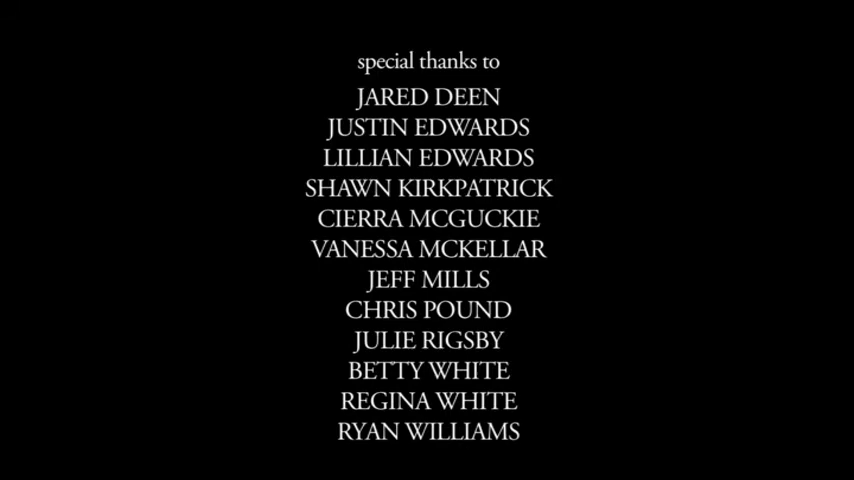 special thanks to
JARED DEEN
JUSTIN EDWARDS
LILLIAN EDWARDS
SHAWN KIRKPATRICK
CIERRA MCGUCKIE
VANESSA MCKELLAR
JEFF MILLS
CHRIS POUND
JULIE RIGSBY
BETTY WHITE
REGINA WHITE
RYAN WILLIAMS